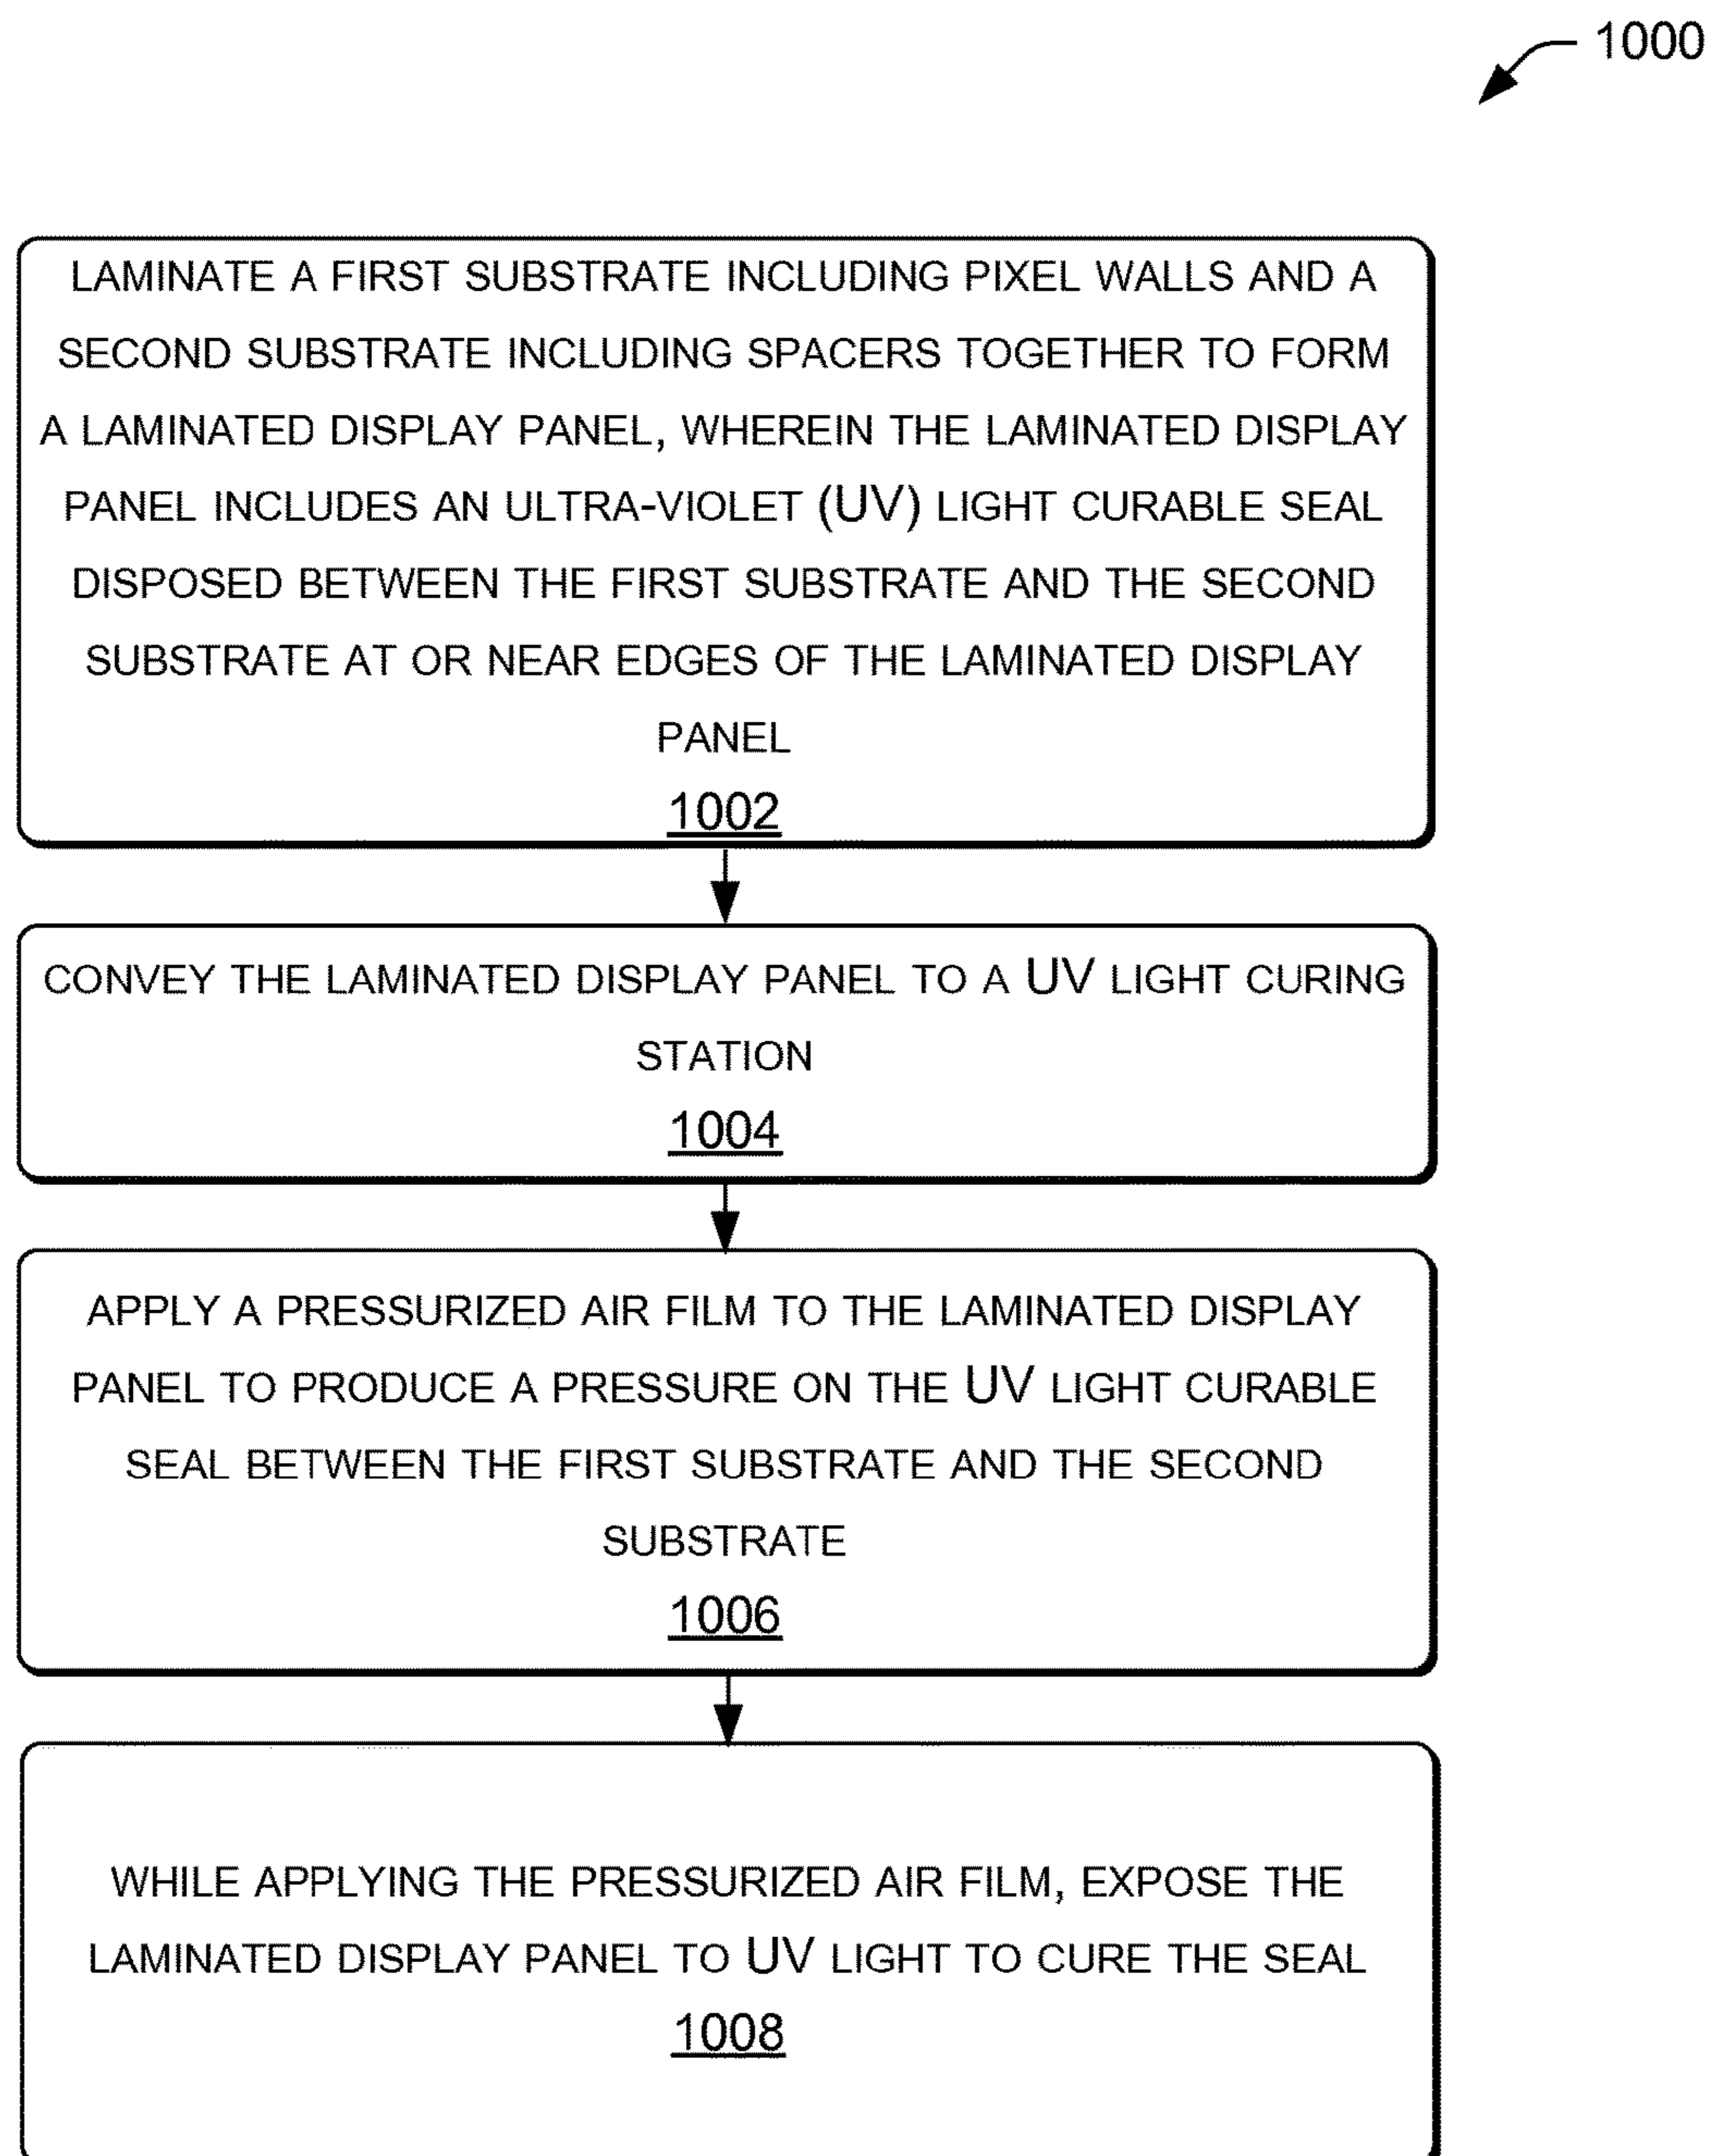 1000
LAMINATE A FIRST SUBSTRATE INCLUDING PIXEL WALLS AND A
SECOND SUBSTRATE INCLUDING SPACERS TOGETHER TO FORM
A LAMINATED DISPLAY PANEL, WHEREIN THE LAMINATED DISPLAY
PANEL INCLUDES AN ULTRA-VIOLET (UV) LIGHT CURABLE SEAL
DISPOSED BETWEEN THE FIRST SUBSTRATE AND THE SECOND
SUBSTRATE AT OR NEAR EDGES OF THE LAMINATED DISPLAY
PANEL
1002
CONVEY THE LAMINATED DISPLAY PANEL TO A UV LIGHT CURING
STATION
1004
APPLY A PRESSURIZED AIR FILM TO THE LAMINATED DISPLAY
PANEL TO PRODUCE A PRESSURE ON THE UV LIGHT CURABLE
SEAL BETWEEN THE FIRST SUBSTRATE AND THE SECOND
SUBSTRATE
1006
WHILE APPLYING THE PRESSURIZED AIR FILM, EXPOSE THE
LAMINATED DISPLAY PANEL TO UV LIGHT TO CURE THE SEAL
1008